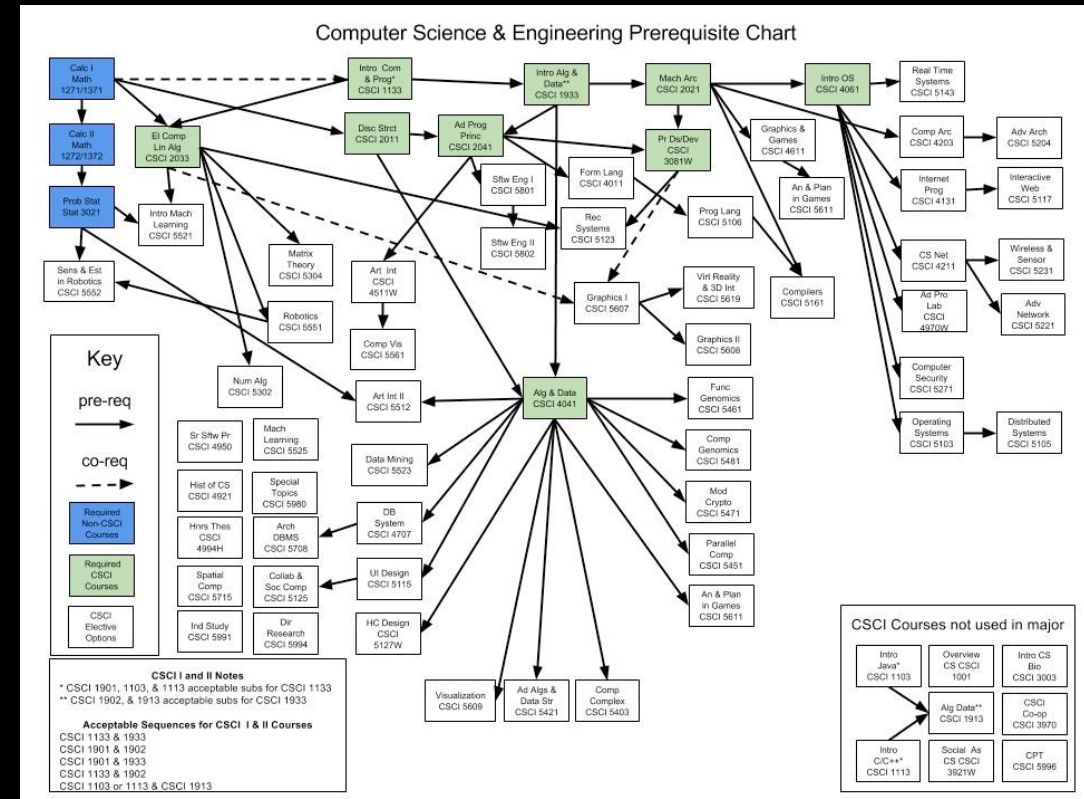 Computer Science & Engineering Prerequisite Chart
Calc I
Math
1271/1371
Intro Com
& Prog*
CSCI 1133
Intro Alg &
Data**
CSCI 1933
Mach Arc
CSCI 2021
Intro OS
CSCI 4061
Real Time
Systems
CSCI 5143
Calc II
Math
1272/1372
El Comp
Lin Alg
CSCI 2033
Disc Strct
CSCI 2011
Ad Prog
Princ
CSCI 2041
Pr Ds/Dev
CSCI
3081W
Graphics &
Games
CSCI 4611
Comp Arc
CSCI 4203
Adv Arch
CSCI 5204
Prob Stat
Stat 3021
Intro Mach
Learning
CSCI 5521
Sftw Eng I
CSCI 5801
Form Lang
CSCI 4011
An & Plan
in Games
CSCI 5611
Internet
Prog
CSCI 4131
Interactive
Web
CSCI 5117
Sftw Eng II
CSCI 5802
Rec
Systems
CSCI 5123
Prog Lang
CSCI 5106
Sens & Est
in Robotics
CSCI 5552
Matrix
Theory
CSCI 5304
Art Int
CSCI
4511W
Graphics I
CSCI 5607
Virt Reality
& 3D Int
CSCI 5619
Compilers
CSCI 5161
CS Net
CSCI 4211
Wireless &
Sensor
CSCI 5231
Robotics
CSCI 5551
Comp Vis
CSCI 5561
Graphics II
CSCI 5608
Ad Pro
Lab
CSCI
4970W
Adv
Network
CSCI 5221
Num Alg
CSCI 5302
Art Int II
CSCI 5512
Alg & Data
CSCI 4041
Func
Genomics
CSCI 5461
Computer
Security
CSCI 5271
Operating
Systems
CSCI 5103
Distributed
Systems
CSCI 5105
Key
pre-req
co-req
Required
Non-CSCI
Courses
Required
CSCI
Courses
CSCI
Elective
Options
Sr Sftw Pr
CSCI 4950
Mach
Learning
CSCI 5525
Data Mining
CSCI 5523
Comp
Genomics
CSCI 5481
Hist of CS
CSCI 4921
Special
Topics
CSCI 5980
DB
System
CSCI 4707
Mod
Crypto
CSCI 5471
Hnrs Thes
CSCI
4994H
Arch
DBMS
CSCI 5708
Parallel
Comp
CSCI 5451
Spatial
Comp
CSCI 5715
Collab &
Soc Comp
CSCI 5125
UI Design
CSCI 5115
An & Plan
in Games
CSCI 5611
Ind Study
CSCI 5991
Dir
Research
CSCI 5994
HC Design
CSCI
5127W
Visualization
CSCI 5609
Ad Algs &
Data Str
CSCI 5421
Comp
Complex
CSCI 5403
CSCI I and II Notes
* CSCI 1901, 1103, & 1113 acceptable subs for CSCI 1133
** CSCI 1902, & 1913 acceptable subs for CSCI 1933
Acceptable Sequences for CSCI I & II Courses
CSCI 1133 & 1933
CSCI 1901 & 1902
CSCI 1901 & 1933
CSCI 1133 & 1902
CSCI 1103 or 1113 & CSCI 1913
CSCI Courses not used in major
Intro
Java*
CSCI 1103
Overview
CS CSCI
1001
Intro CS
Bio
CSCI 3003
Alg Data**
CSCI 1913
CSCI
Co-op
CSCI 3970
Intro
C/C++*
CSCI 1113
Social As
CS CSCI
3921W
CPT
CSCI 5996